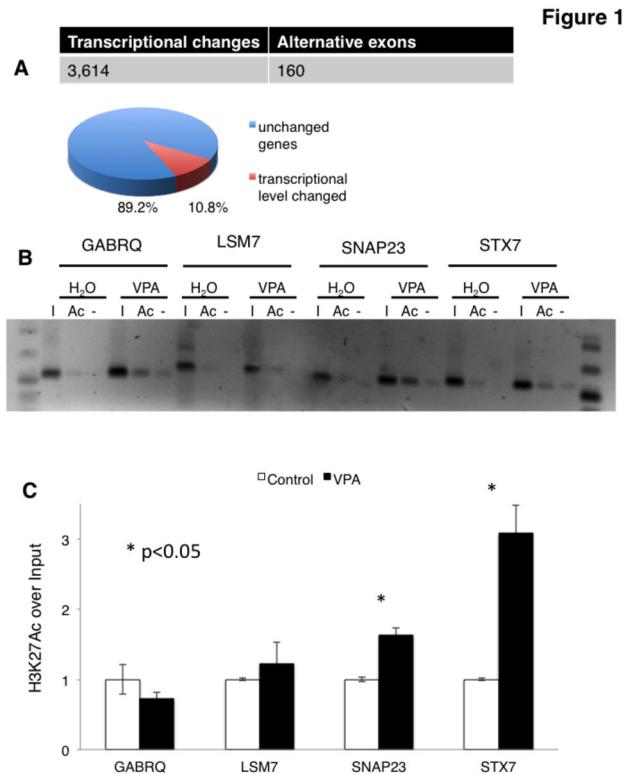 Figure 1
Transcriptional changes Alternative exons
A 3,614 160
unchanged
genes
transcriptional
level changed
89.2% 10.8%
B GABRQ LSM7 SNAP23 STX7
H₂O VPA H₂O VPA H₂O VPA H₂O VPA
I Ac - I Ac - I Ac - I Ac - I Ac - I Ac - I Ac - I Ac -
C Control VPA
* p<0.05
*
*
H3K27Ac over Input
3
2
1
0
GABRQ LSM7 SNAP23 STX7